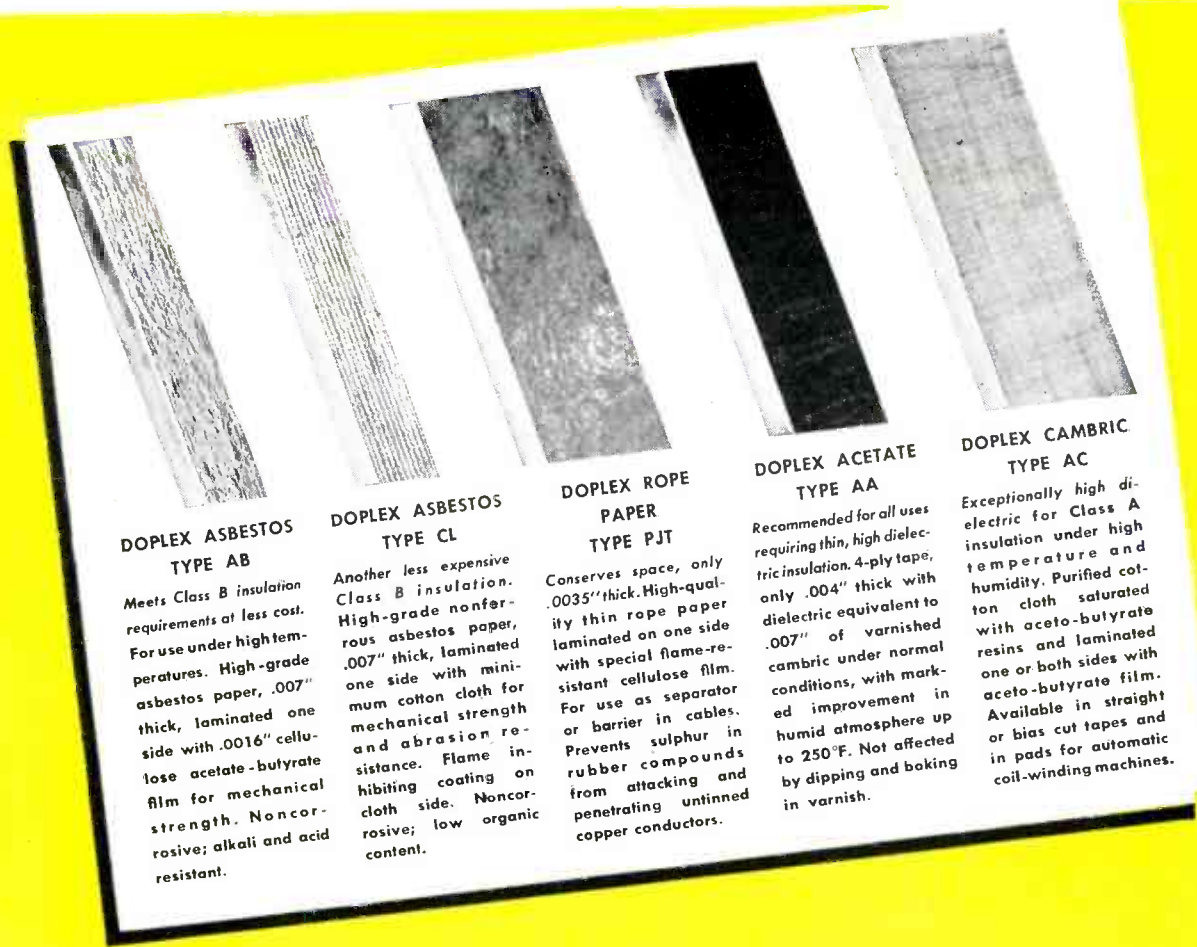 DOPLEX ASBESTOS
TYPE AB
Meets Class B insulation
requirements at less cost.
For use under high tem-
peratures. High-grade
asbestos paper, .007"
thick, laminated one
side with .0016" cellu-
lose acetate-butyrate
film for mechanical
strength. Noncor-
rosive; alkali and acid
resistant.
DOPLEX ASBESTOS
TYPE CL
Another less expensive
Class B insulation.
High-grade nonfer-
rous asbestos paper,
.007" thick, laminated
one side with mini-
mum cotton cloth for
mechanical strength
and abrasion re-
sistance. Flame in-
hibiting coating on
cloth side. Noncor-
rosive; low organic
content.
DOPLEX ROPE
PAPER
TYPE PJT
Conserves space, only
.0035" thick. High-qual-
ity thin rope paper
laminated on one side
with special flame-re-
sistant cellulose film.
For use as separator
or barrier in cables.
Prevents sulphur in
rubber compounds
from attacking and
penetrating untinned
copper conductors.
DOPLEX ACETATE
TYPE AA
Recommended for all uses
requiring thin, high dielec-
tric insulation. 4-ply tape,
only .004" thick with
dielectric equivalent to
.007" of varnished
cambric under normal
conditions, with mark-
ed improvement in
humid atmosphere up
to 250°F. Not affected
by dipping and baking
in varnish.
DOPLEX CAMBRIC
TYPE AC
Exceptionally high di-
electric for Class A
insulation under high
temperature and
humidity. Purified cot-
ton cloth saturated
with aceto-butyrate
resins and laminated
one or both sides with
aceto-butyrate film.
Available in straight
or bias cut tapes and
in pads for automatic
coil-winding machines.